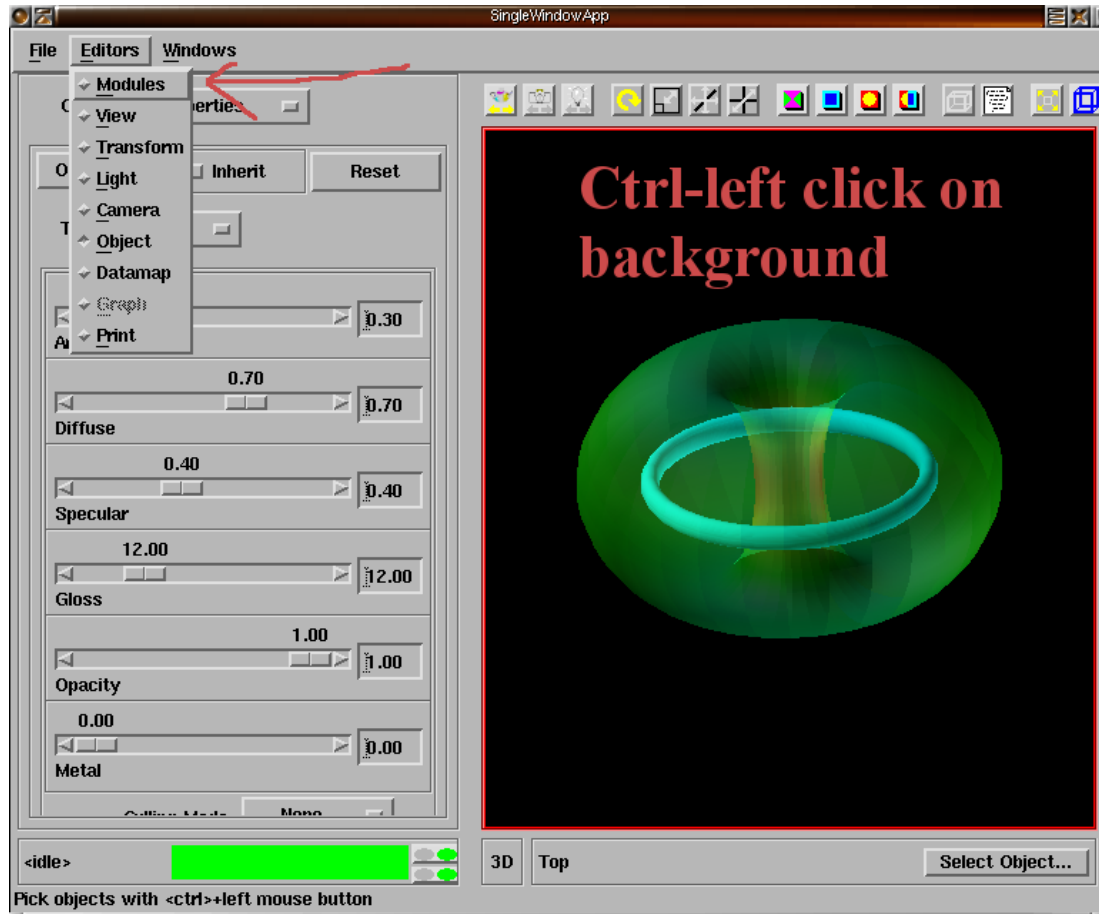 SingleWindowApp
File Editors Windows
Modules
View
Transform
Light
Camera
Object
Datamap
Graph
Print
Inherit
Reset
0.30
0.70
0.70
Diffuse
0.40
0.40
Specular
12.00
12.00
Gloss
1.00
1.00
Opacity
0.00
0.00
Metal
Culling Mode None
Ctrl-left click on
background
<idle>
3D Top Select Object...
Pick objects with <ctrl>+left mouse button